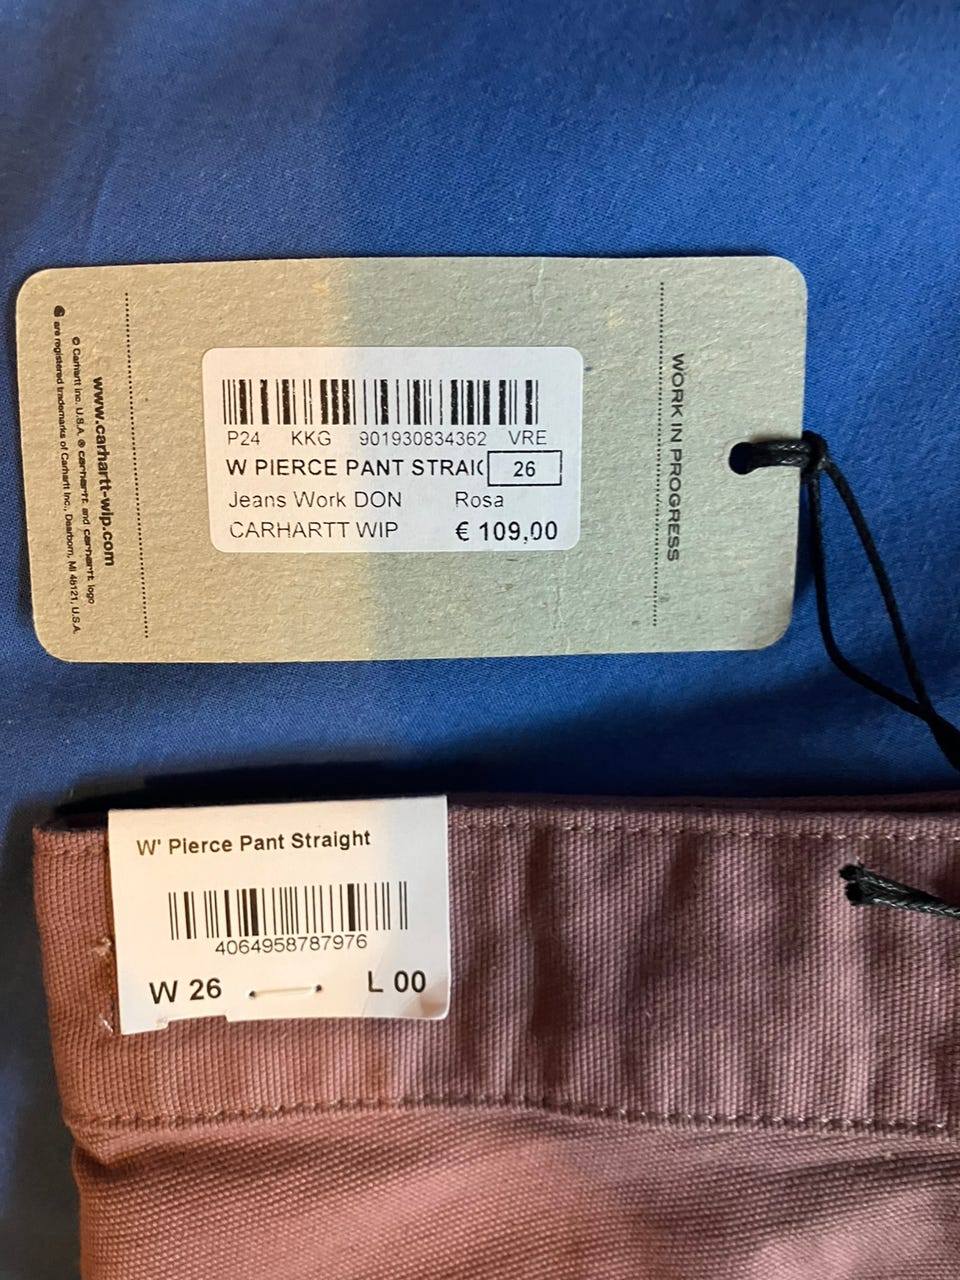 www.carhartt-wip.com
© Carhartt inc. U.S.A. ® carhartt and carhartt logo
are registered trademarks of Carhartt Inc., Dearborn, MI 48121, U.S.A.
P24 KKG 901930834362 VRE
W PIERCE PANT STRAIG 26
Jeans Work DON Rosa
CARHARTT WIP € 109,00
WORK IN PROGRESS
W' Pierce Pant Straight
4064958787976
W 26 L 00